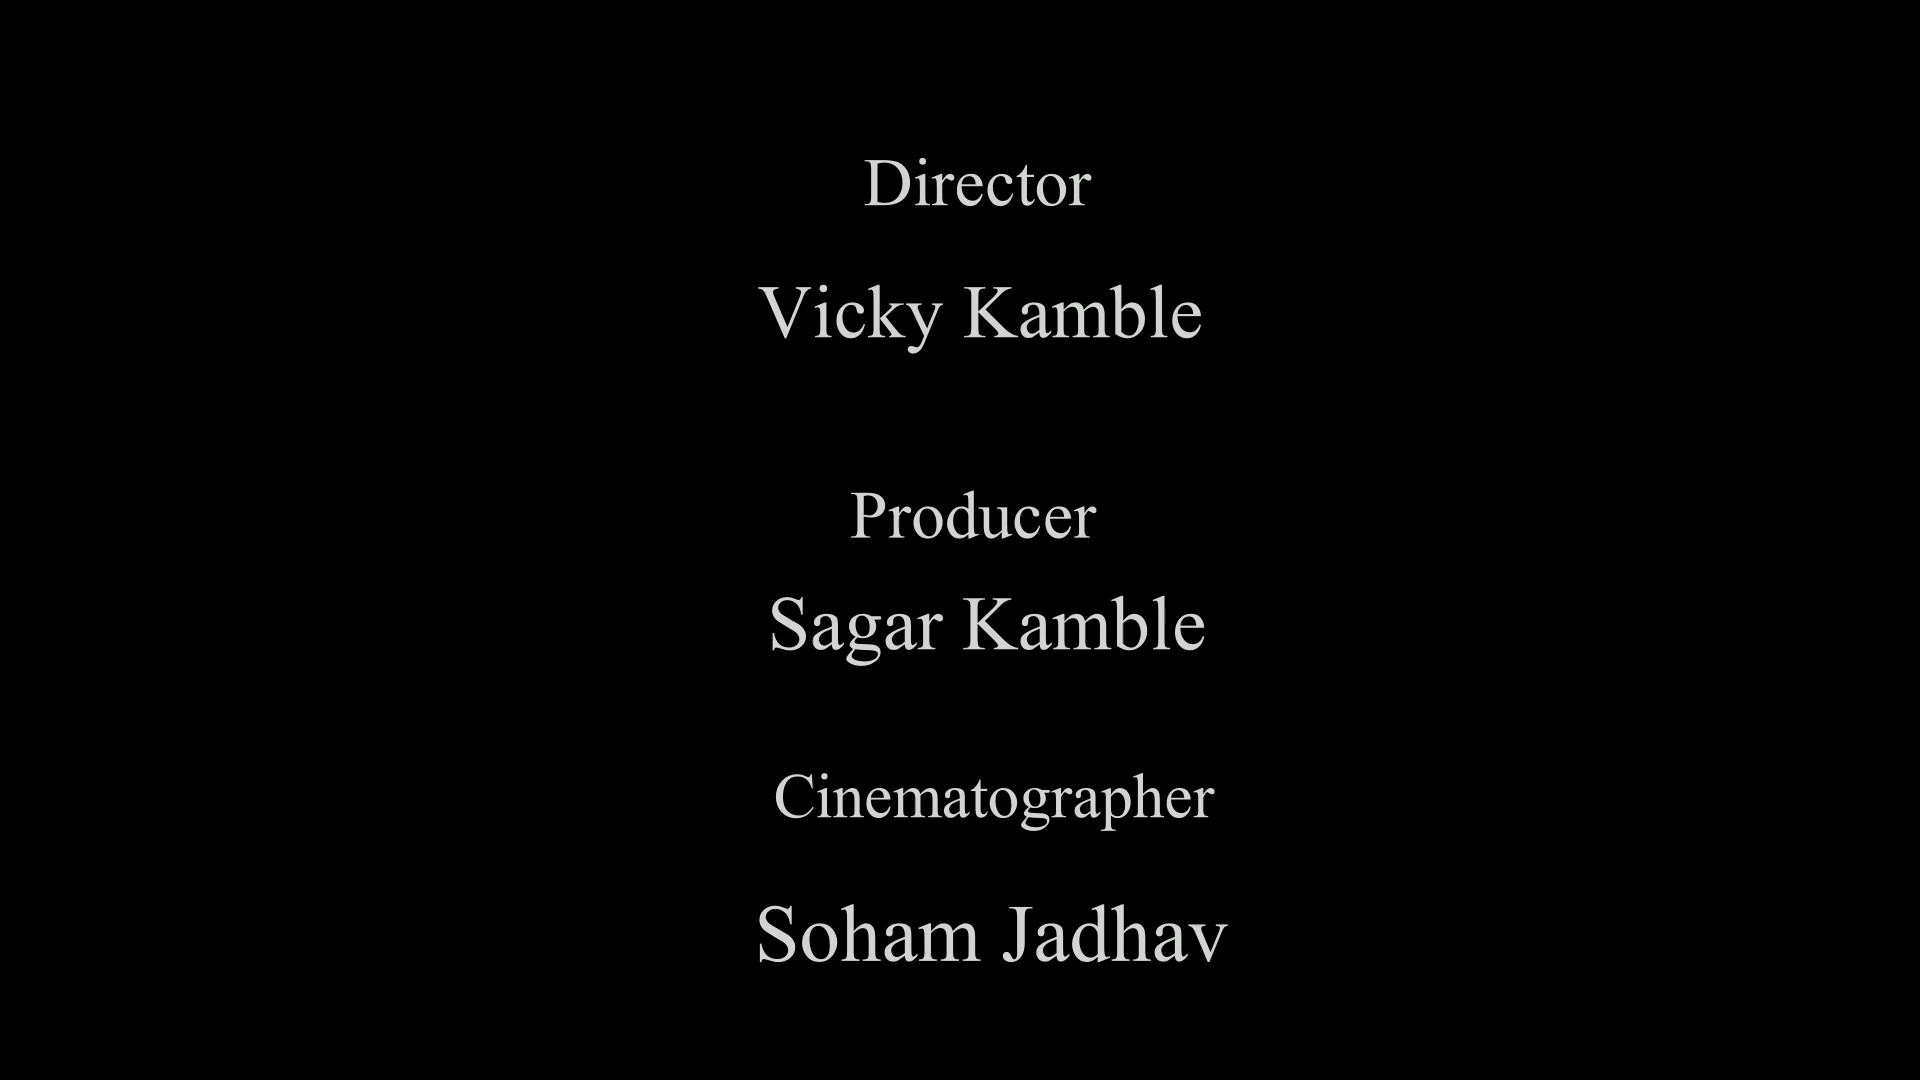 Director
Vicky Kamble
Producer
Sagar Kamble
Cinematographer
Soham Jadhav